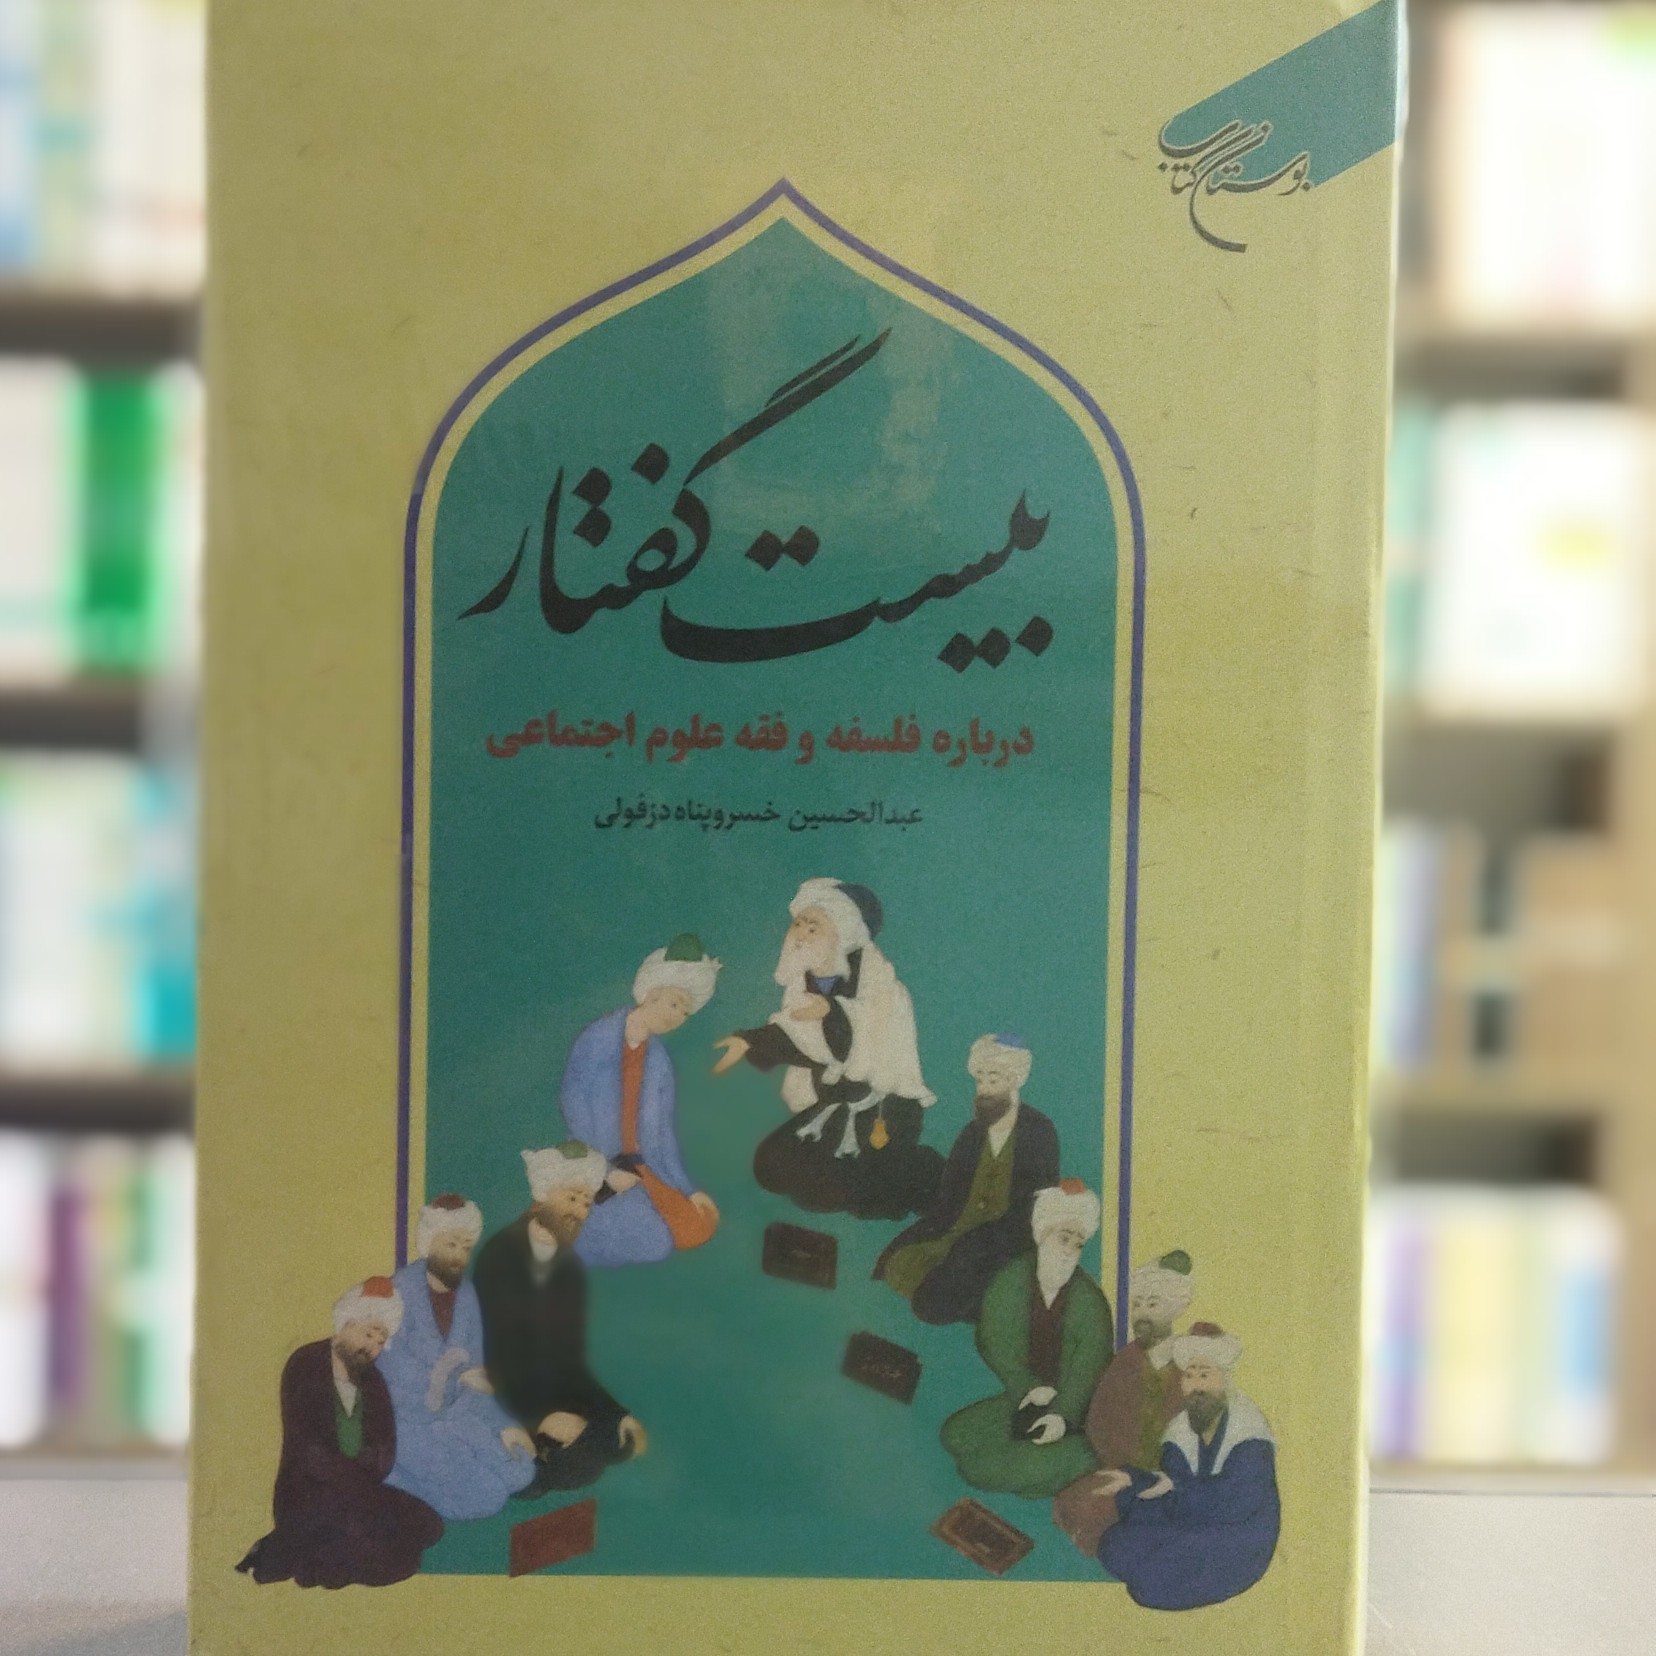 بوستان کتاب
بیست گفتار
درباره فلسفه و فقه علوم اجتماعی
عبدالحسین خسروپناه دزفولی